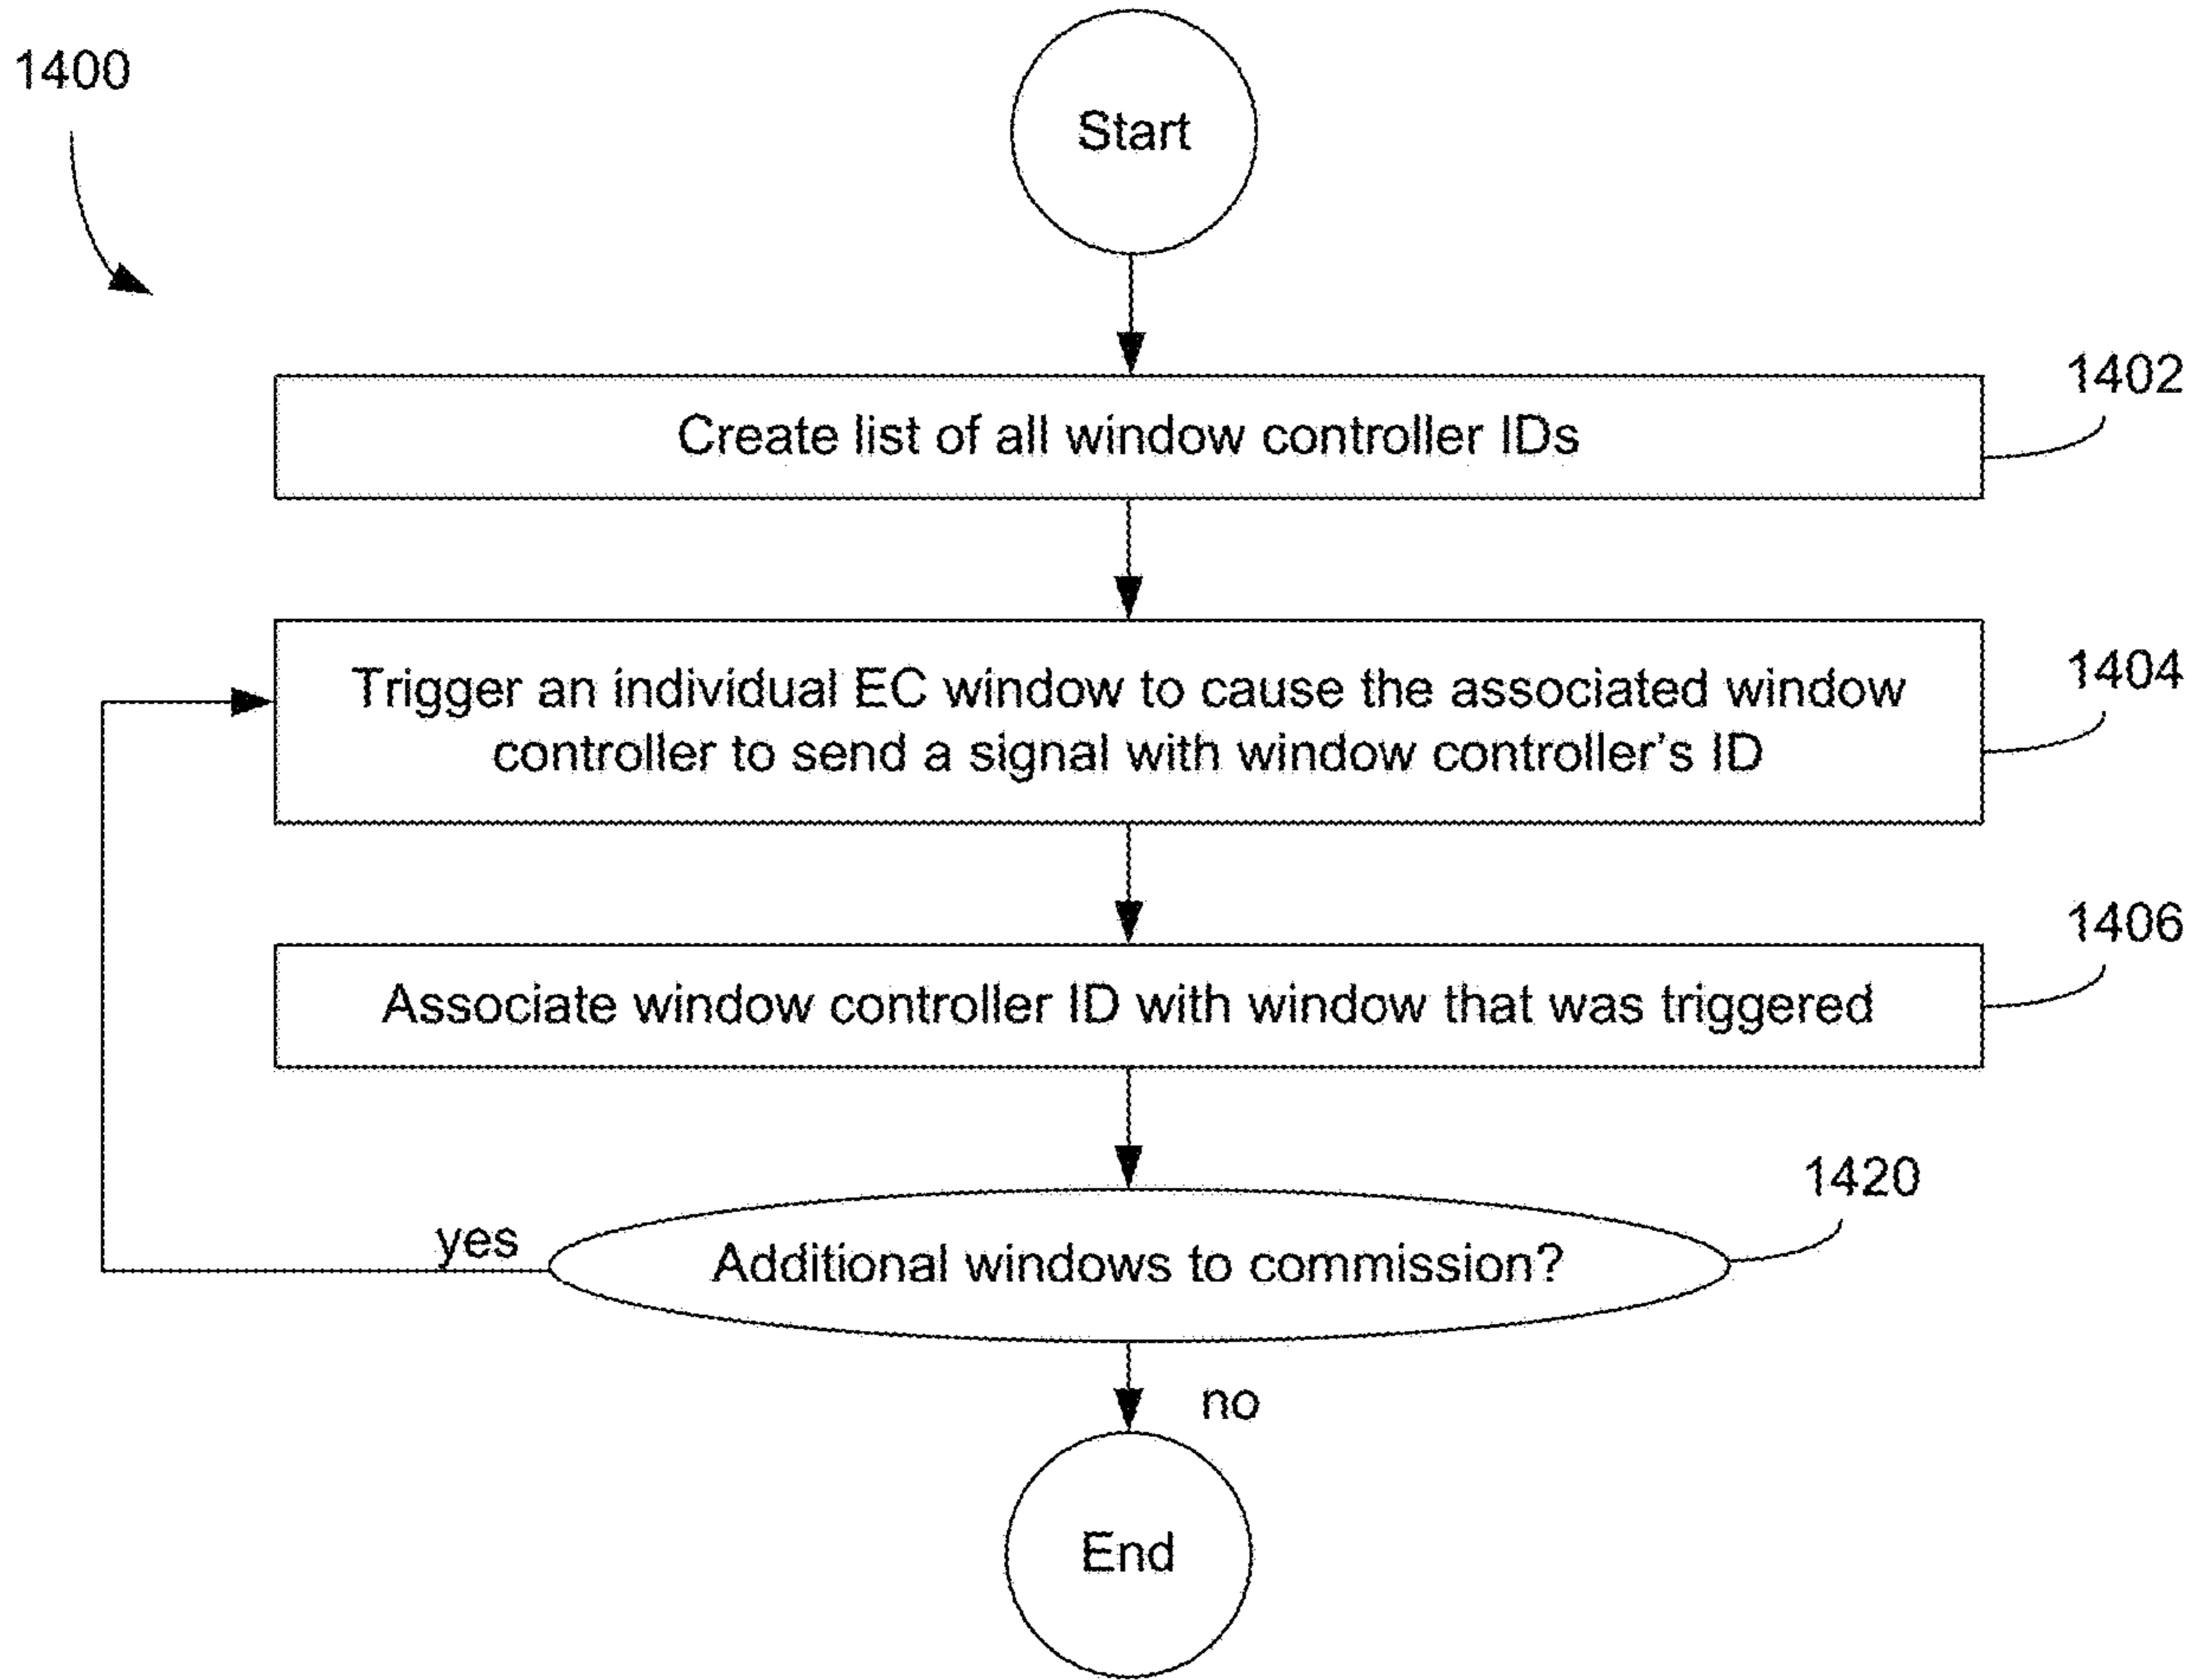 1400
Start
1402
Create list of all window controller IDs
1404
Trigger an individual EC window to cause the associated window
controller to send a signal with window controller's ID
1406
Associate window controller ID with window that was triggered
1420
yes
Additional windows to commission?
no
End